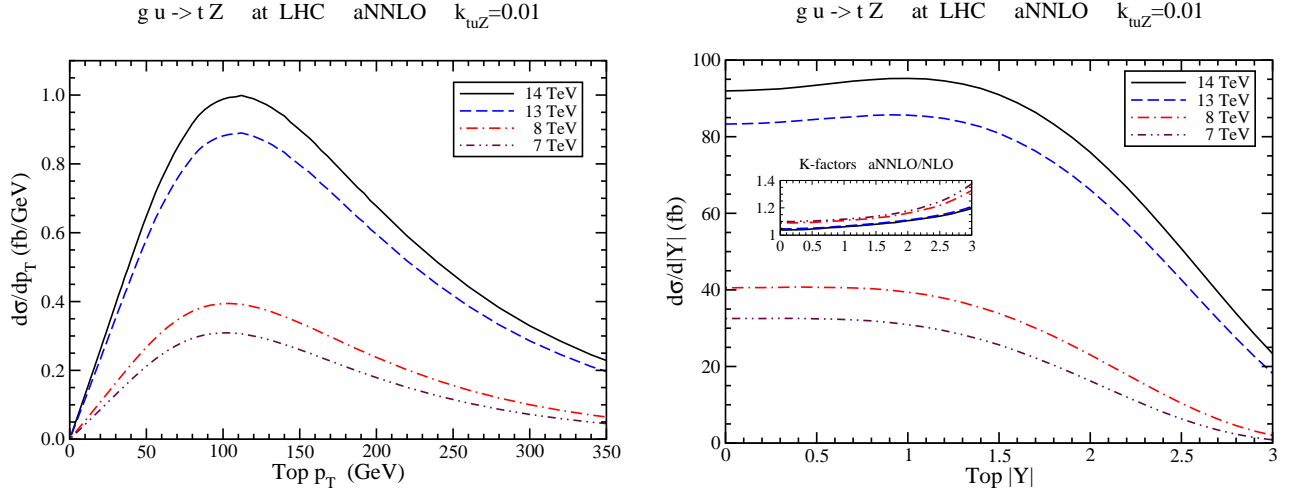 g u -> t Z at LHC aNNLO k_tuZ=0.01
1.0
0.8
0.6
0.4
0.2
0.0
dσ/dp_T (fb/GeV)
14 TeV
13 TeV
8 TeV
7 TeV
0 50 100 150 200 250 300 350
Top p_T (GeV)
g u -> t Z at LHC aNNLO k_tuZ=0.01
100
80
60
40
20
0
dσ/d|Y| (fb)
14 TeV
13 TeV
8 TeV
7 TeV
K-factors aNNLO/NLO
1.4
1.2
1
0 0.5 1 1.5 2 2.5 3
0 0.5 1 1.5 2 2.5 3
Top |Y|